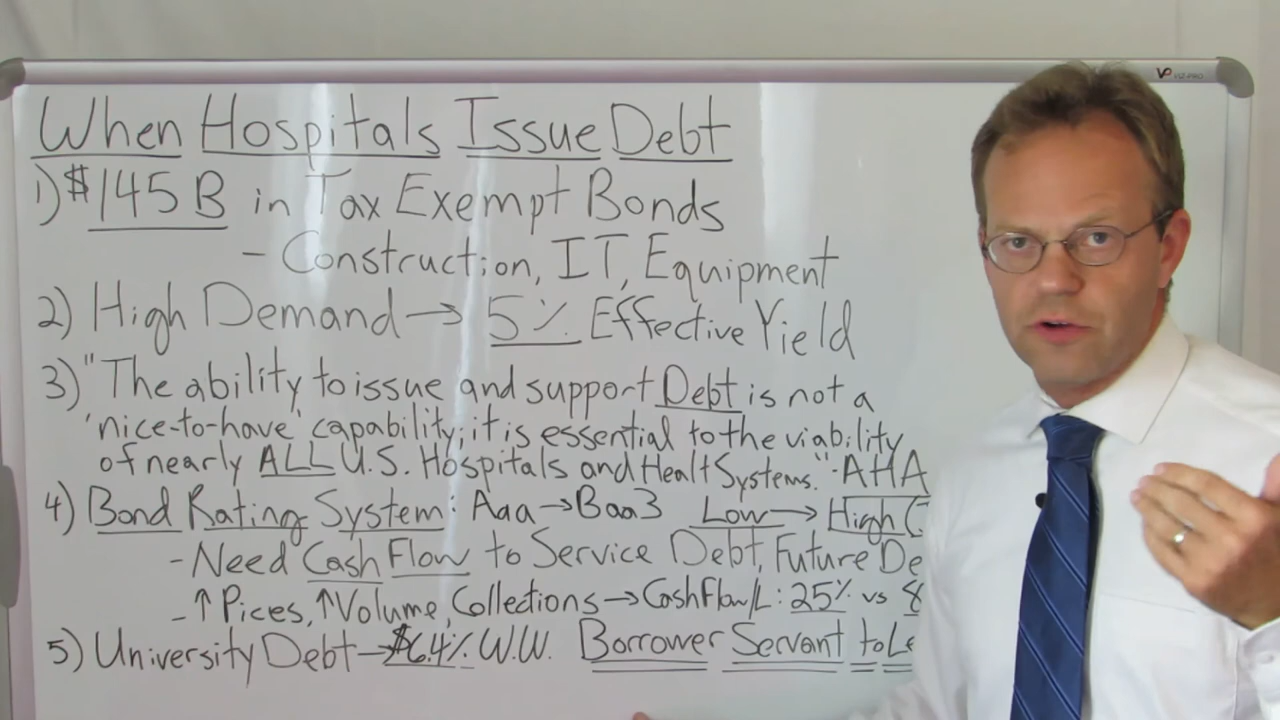 When Hospitals Issue Debt
1) $145 B in Tax Exempt Bonds
- Construction, IT, Equipment
2) High Demand → 5% Effective Yield
3) "The ability to issue and support Debt is not a
'nice-to-have' capability; it is essential to the viability
of nearly ALL U.S. Hospitals and Healt Systems." - AHA
4) Bond Rating System: Aaa → Baa3 Low → High
- Need Cash Flow to Service Debt, Future De
- ↑ Pices, ↑ Volume, Collections → Cash Flow/L: 25% vs
5) University Debt → 6.4% W.W. Borrower Servant to Le